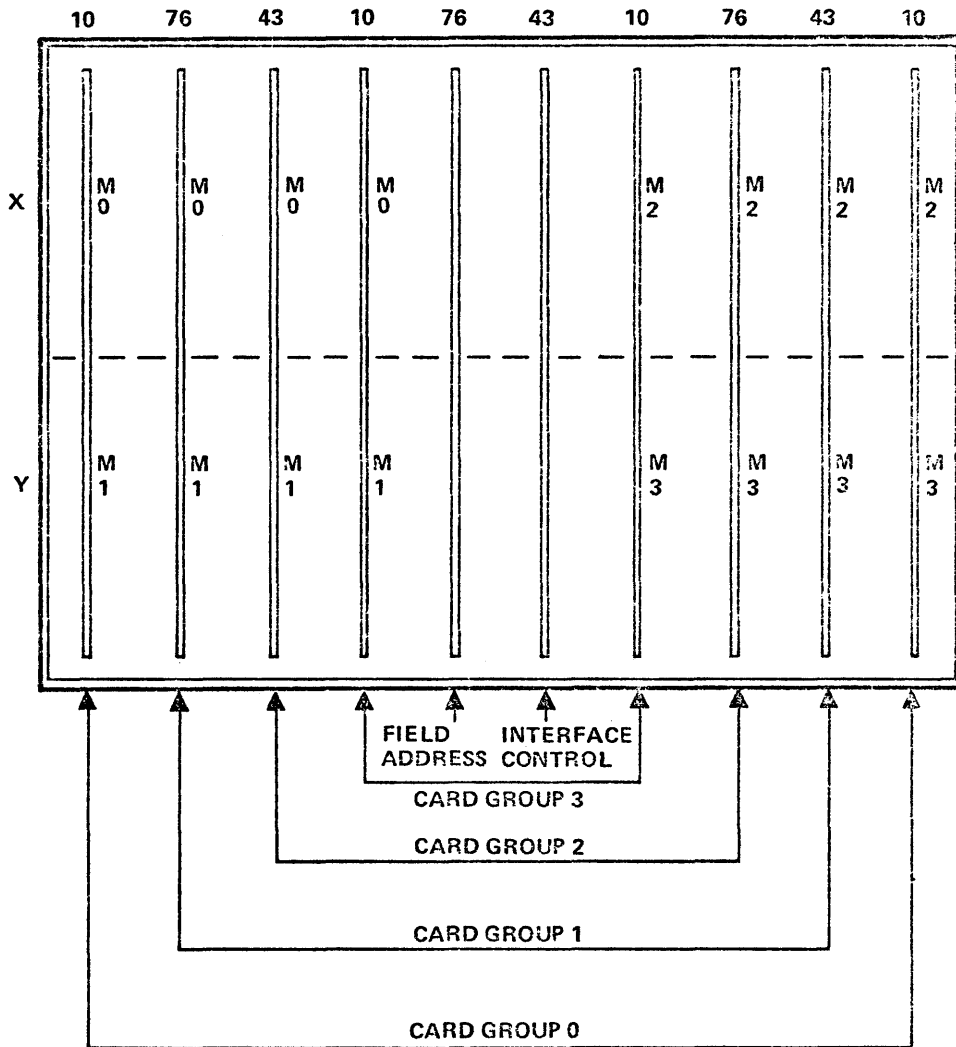 10 76 43 10 76 43 10 76 43 10
X
M M M M M M M M
0 0 0 0 2 2 2 2
Y
M M M M M M M M
1 1 1 1 3 3 3 3
FIELD INTERFACE
ADDRESS CONTROL
CARD GROUP 3
CARD GROUP 2
CARD GROUP 1
CARD GROUP 0